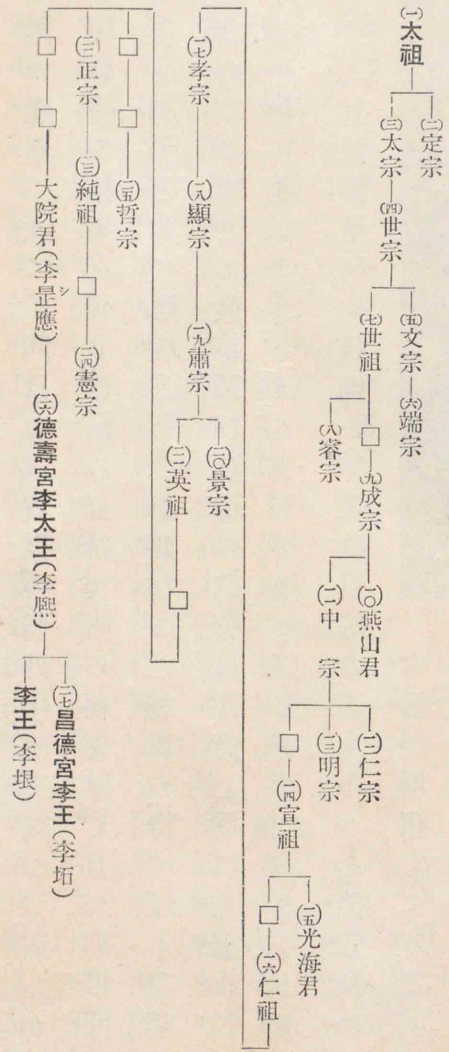 (一)太祖
(二)定宗
(三)太宗
(四)世宗
(五)文宗
(六)端宗
(七)世祖
(八)睿宗
□
(九)成宗
(一〇)燕山君
(一一)中 宗
(一二)仁宗
(一三)明宗
□
(一四)宣祖
(一五)光海君
□
(一六)仁祖
(一七)孝宗
(一八)顯宗
(一九)肅宗
(二〇)景宗
(二一)英祖
□
□
□
(二五)哲宗
(二二)正宗
(二三)純祖
□
(二四)憲宗
□
□
大院君(李昰應)
シ
(二六)德壽宮李太王(李熈)
(二七)昌德宮李王(李坧)
李王(李垠)